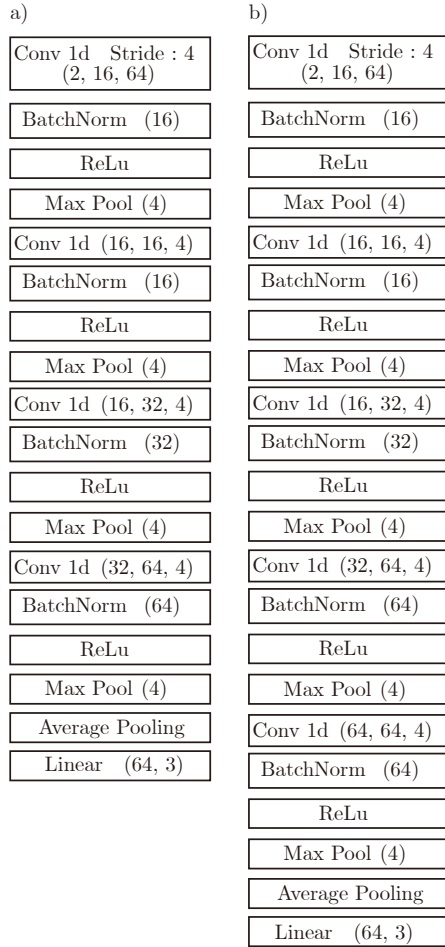 a)
Conv 1d Stride : 4
(2, 16, 64)
BatchNorm (16)
ReLu
Max Pool (4)
Conv 1d (16, 16, 4)
BatchNorm (16)
ReLu
Max Pool (4)
Conv 1d (16, 32, 4)
BatchNorm (32)
ReLu
Max Pool (4)
Conv 1d (32, 64, 4)
BatchNorm (64)
ReLu
Max Pool (4)
Average Pooling
Linear (64, 3)
b)
Conv 1d Stride : 4
(2, 16, 64)
BatchNorm (16)
ReLu
Max Pool (4)
Conv 1d (16, 16, 4)
BatchNorm (16)
ReLu
Max Pool (4)
Conv 1d (16, 32, 4)
BatchNorm (32)
ReLu
Max Pool (4)
Conv 1d (32, 64, 4)
BatchNorm (64)
ReLu
Max Pool (4)
Conv 1d (64, 64, 4)
BatchNorm (64)
ReLu
Max Pool (4)
Average Pooling
Linear (64, 3)